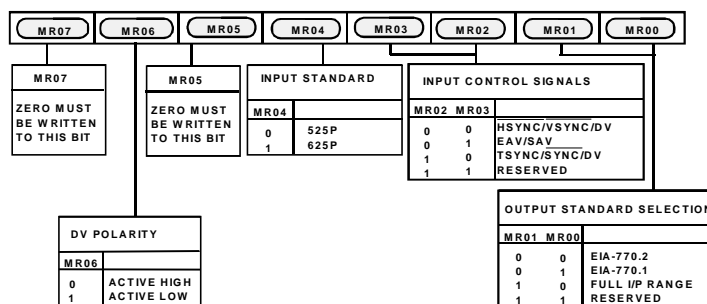 MR07 MR06 MR05 MR04 MR03 MR02 MR01 MR00
MR07
ZERO MUST
BE WRITTEN
TO THIS BIT
MR05
ZERO MUST
BE WRITTEN
TO THIS BIT
INPUT STANDARD
MR04
0 525P
1 625P
INPUT CONTROL SIGNALS
MR02 MR03
0 0 HSYNC/VSYNC/DV
0 1 EAV/SAV
1 0 TSYNC/SYNC/DV
1 1 RESERVED
DV POLARITY
MR06
0 ACTIVE HIGH
1 ACTIVE LOW
OUTPUT STANDARD SELECTION
MR01 MR00
0 0 EIA-770.2
0 1 EIA-770.1
1 0 FULL I/P RANGE
1 1 RESERVED